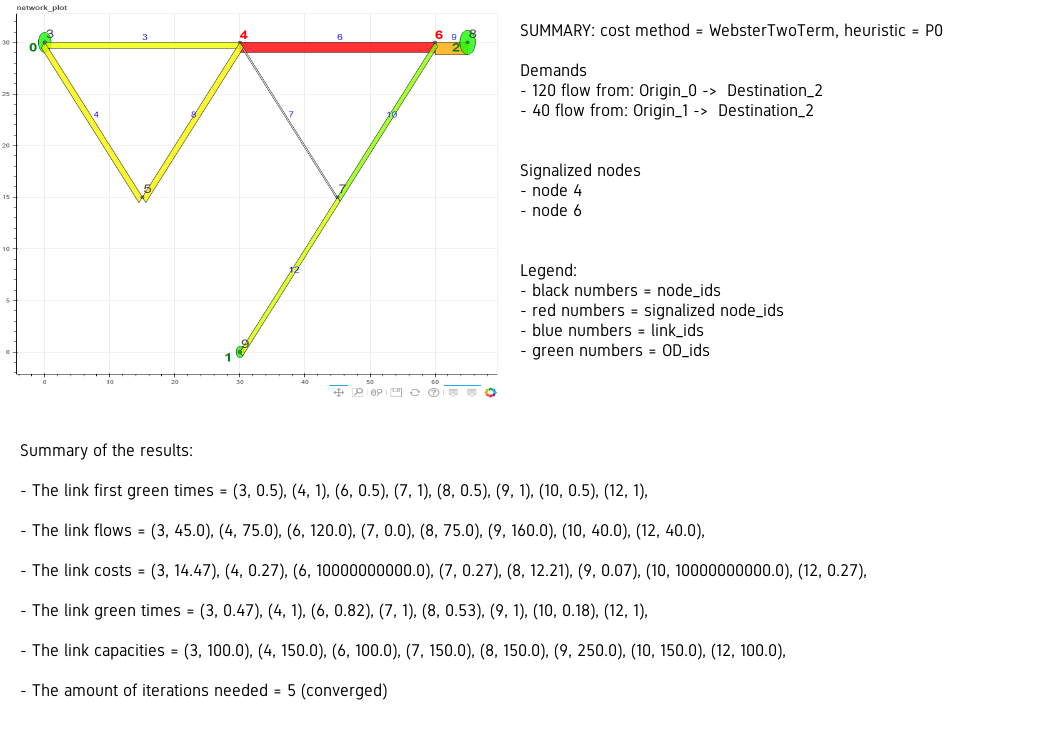 network_plot
3
3
0
4
6
6
9
8
2
30
25
4
8
7
10
20
5
7
15
10
12
5
9
0
1
0
10
20
30
40
50
60
SUMMARY: cost method = WebsterTwoTerm, heuristic = P0
Demands
- 120 flow from: Origin_0 -> Destination_2
- 40 flow from: Origin_1 -> Destination_2
Signalized nodes
- node 4
- node 6
Legend:
- black numbers = node_ids
- red numbers = signalized node_ids
- blue numbers = link_ids
- green numbers = OD_ids
Summary of the results:
- The link first green times = (3, 0.5), (4, 1), (6, 0.5), (7, 1), (8, 0.5), (9, 1), (10, 0.5), (12, 1),
- The link flows = (3, 45.0), (4, 75.0), (6, 120.0), (7, 0.0), (8, 75.0), (9, 160.0), (10, 40.0), (12, 40.0),
- The link costs = (3, 14.47), (4, 0.27), (6, 10000000000.0), (7, 0.27), (8, 12.21), (9, 0.07), (10, 10000000000.0), (12, 0.27),
- The link green times = (3, 0.47), (4, 1), (6, 0.82), (7, 1), (8, 0.53), (9, 1), (10, 0.18), (12, 1),
- The link capacities = (3, 100.0), (4, 150.0), (6, 100.0), (7, 150.0), (8, 150.0), (9, 250.0), (10, 150.0), (12, 100.0),
- The amount of iterations needed = 5 (converged)